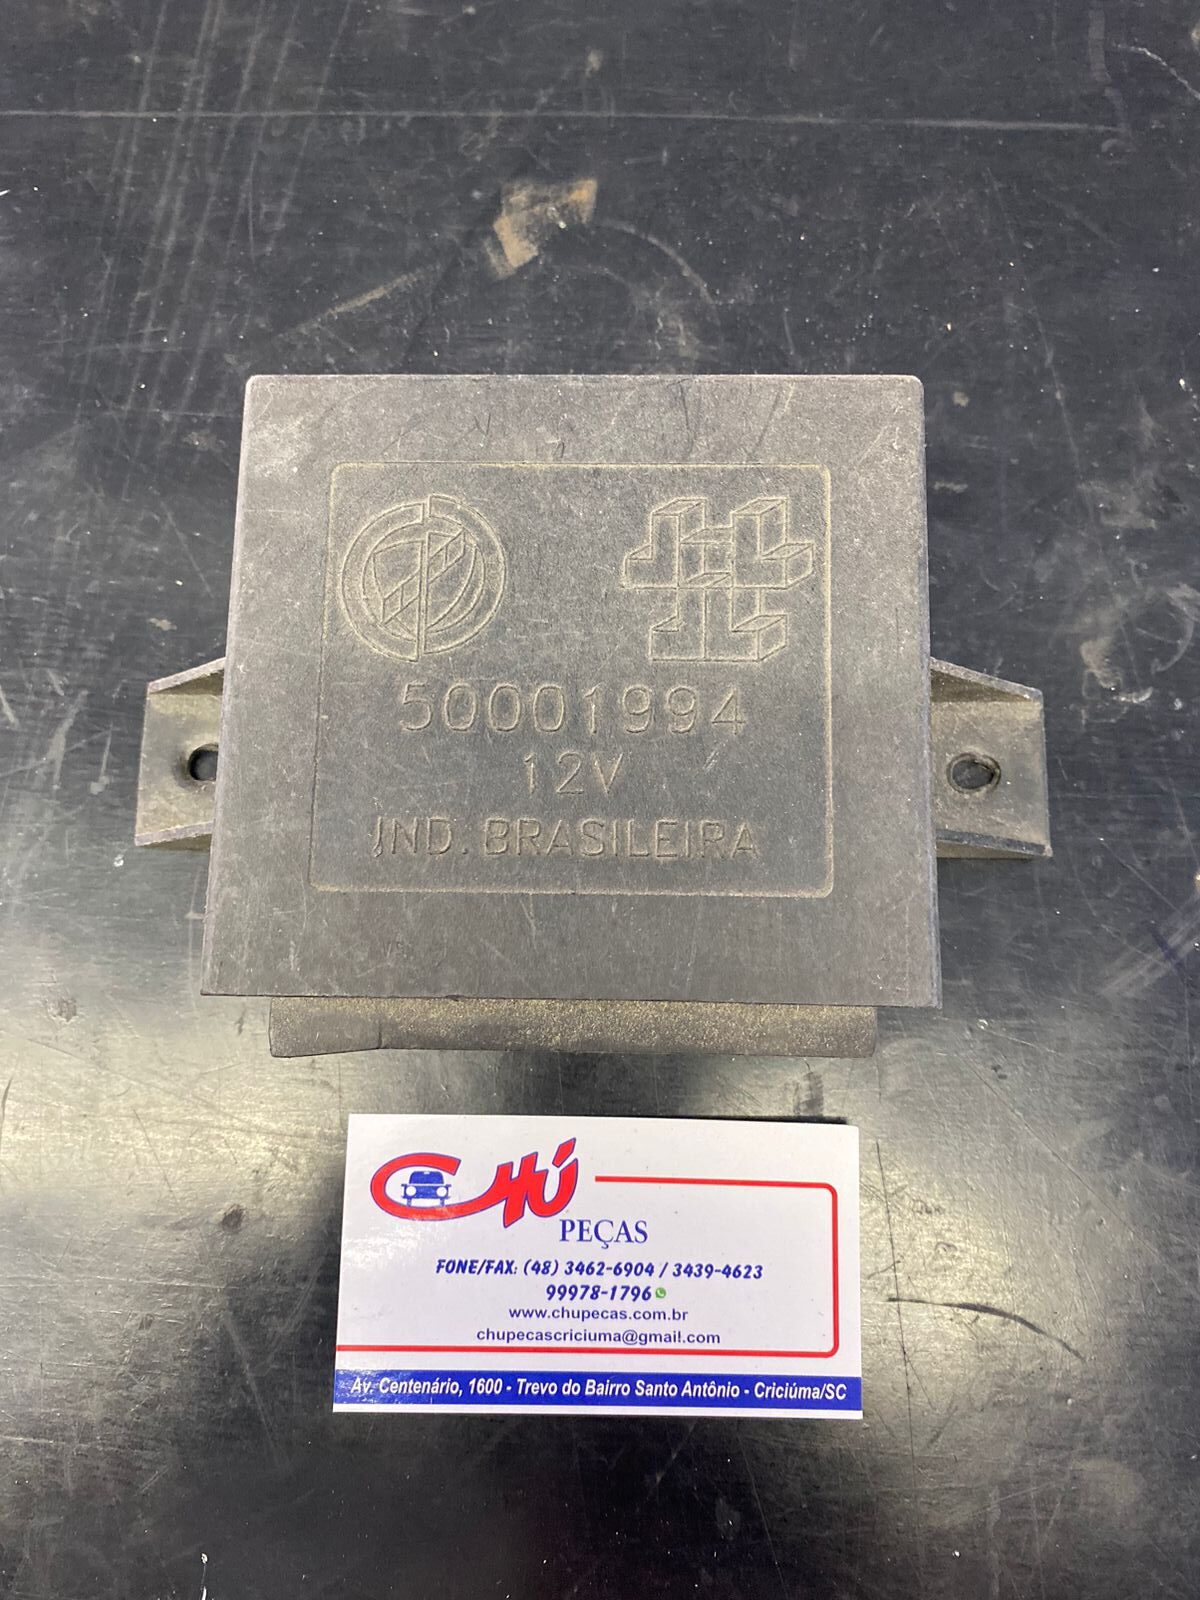 50001994
12V
IND. BRASILEIRA
CHÚ
PEÇAS
FONE/FAX: (48) 3462-6904 / 3439-4623
99978-1796
www.chupecas.com.br
chupecascriciuma@gmail.com
Av. Centenário, 1600 - Trevo do Bairro Santo Antônio - Criciúma/SC